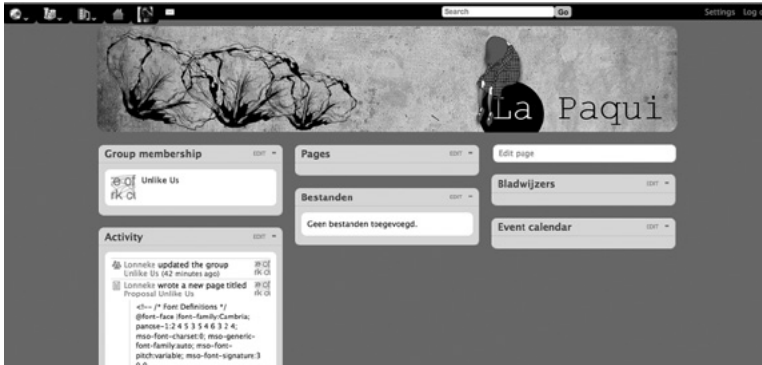 Search
Go
Settings
La Paqui
Group membership
EDIT
Unlike Us
Activity
EDIT
Lonneke updated the group
Unlike Us (42 minutes ago)
Lonneke wrote a new page titled
Proposal Unlike Us
<!-- /* Font Definitions */
@font-face {font-family:Cambria;
panose-1:2 4 5 3 5 4 6 3 2 4;
mso-font-charset:0; mso-generic-
font-family:auto; mso-font-
pitch:variable; mso-font-signature:3
Pages
EDIT
Bestanden
EDIT
Geen bestanden toegevoegd.
Edit page
Bladwijzers
EDIT
Event calendar
EDIT